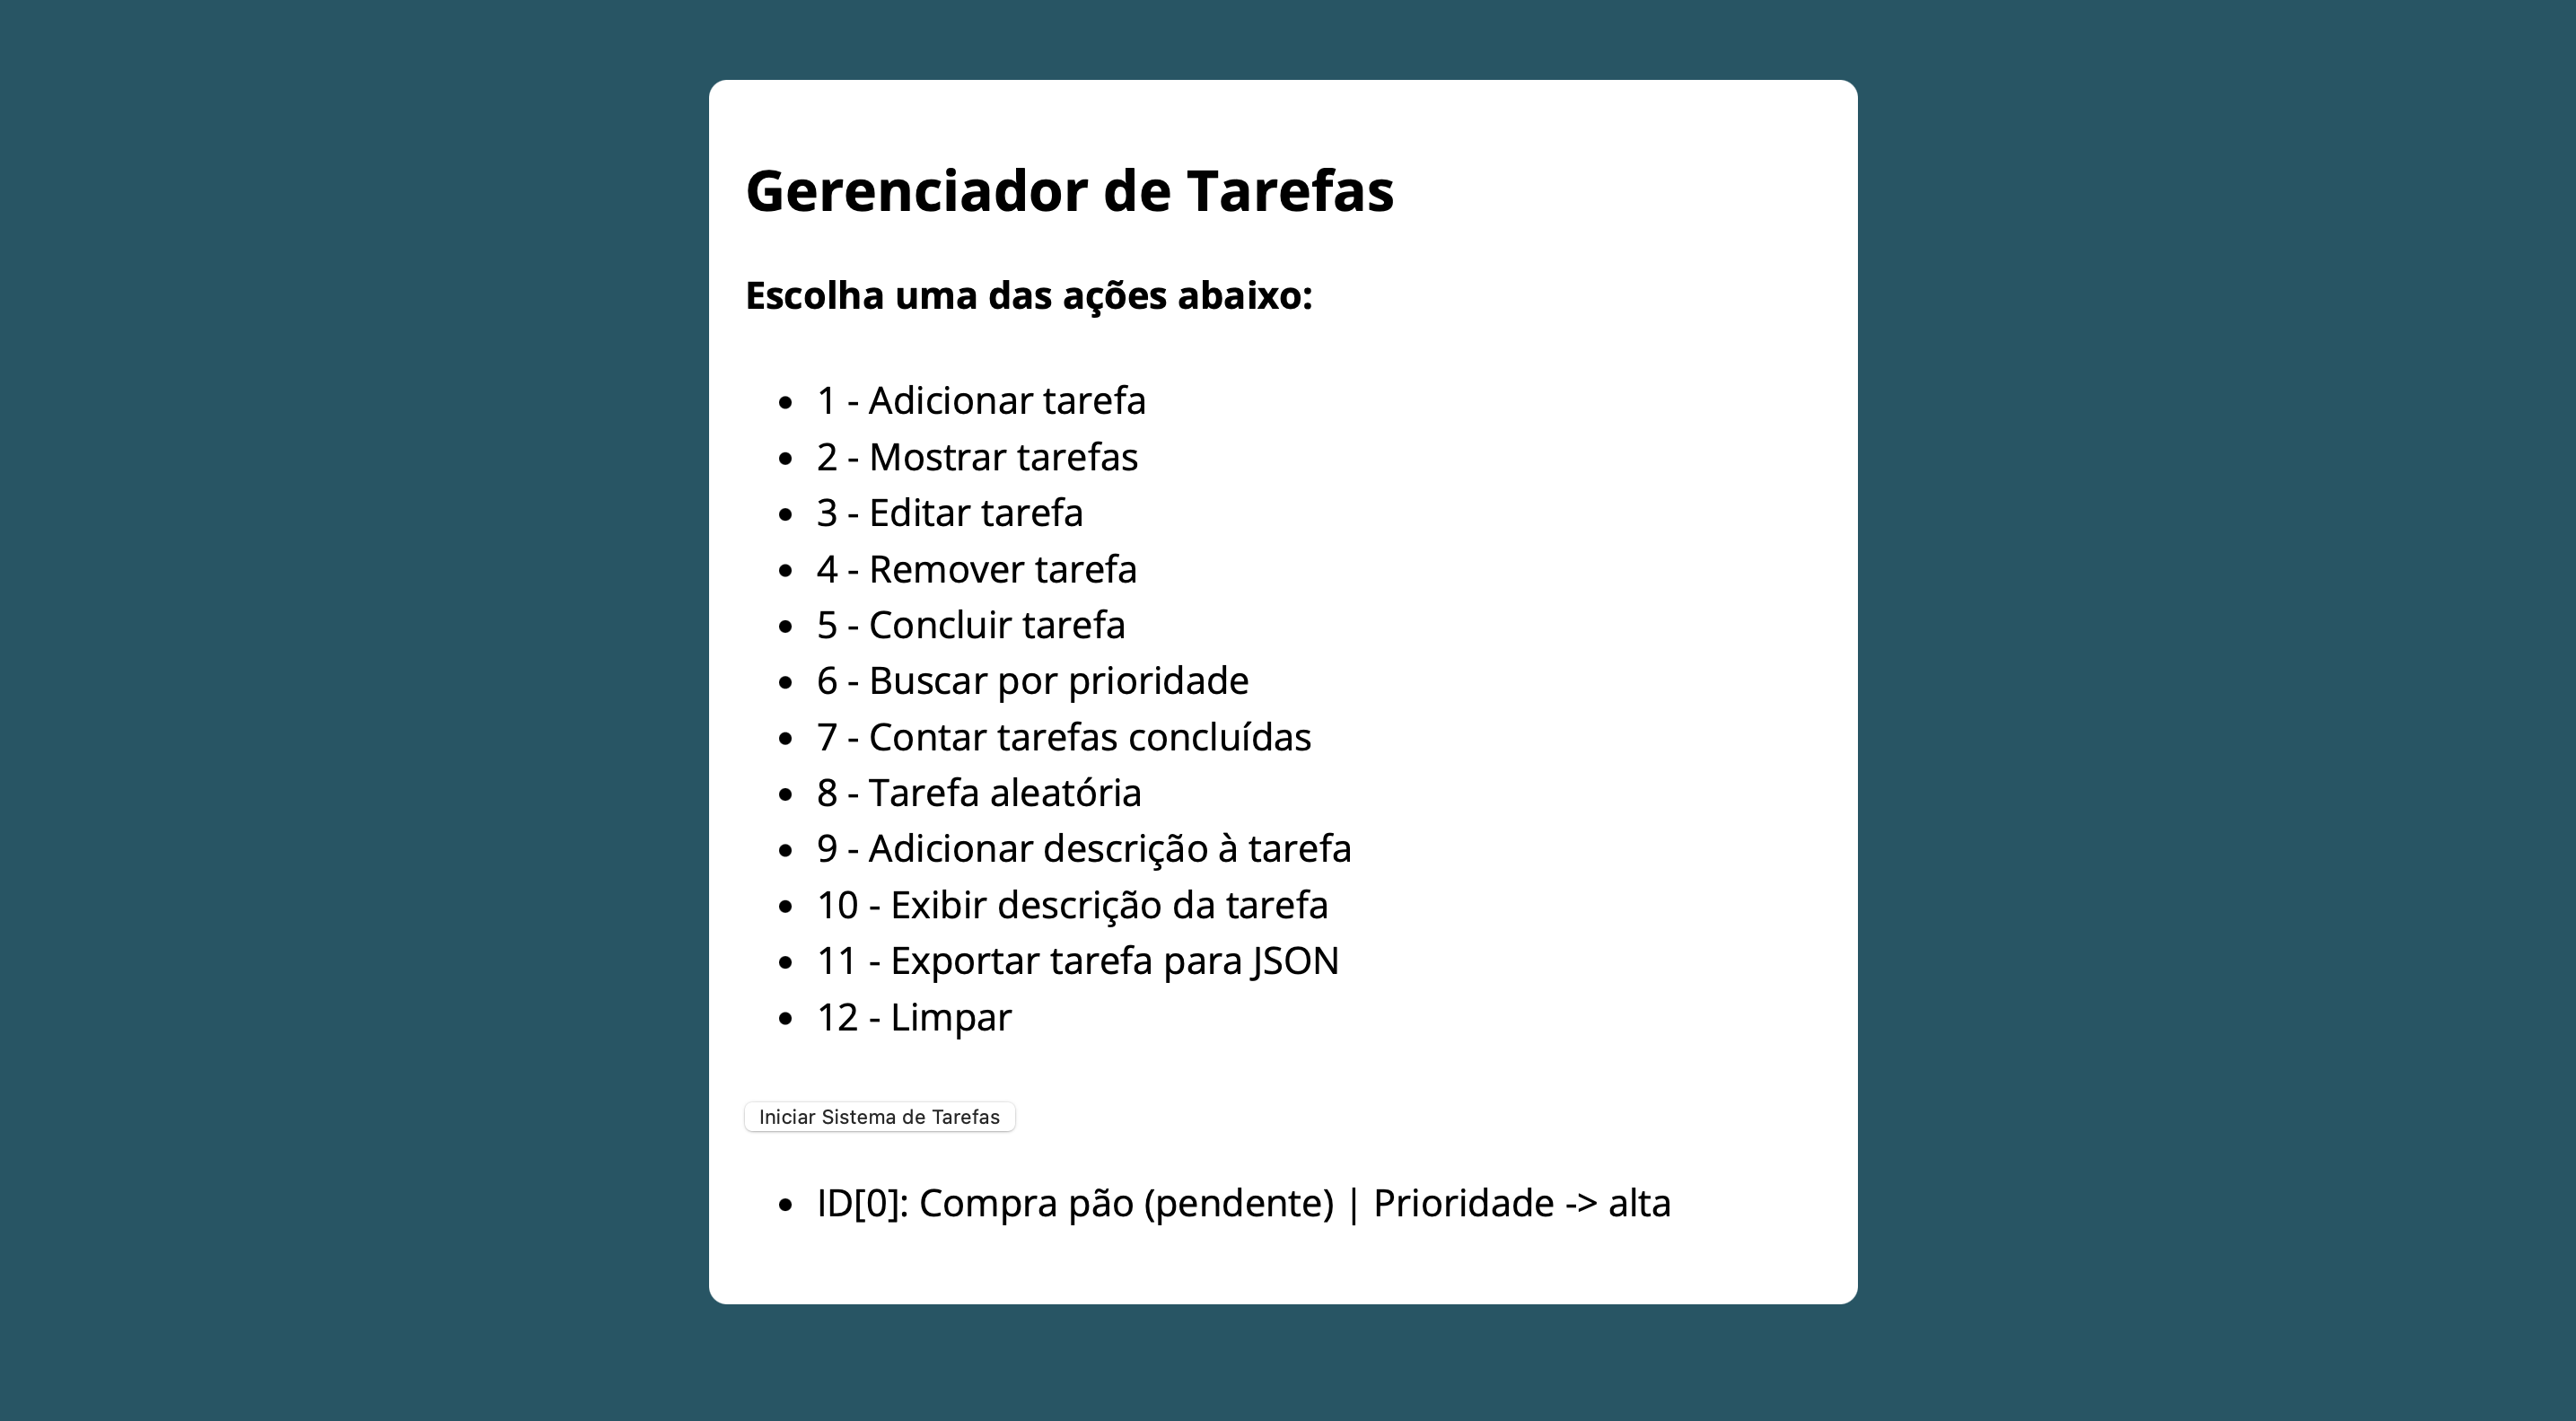 Gerenciador de Tarefas
Escolha uma das ações abaixo:
1 - Adicionar tarefa
2 - Mostrar tarefas
3 - Editar tarefa
4 - Remover tarefa
5 - Concluir tarefa
6 - Buscar por prioridade
7 - Contar tarefas concluídas
8 - Tarefa aleatória
9 - Adicionar descrição à tarefa
10 - Exibir descrição da tarefa
11 - Exportar tarefa para JSON
12 - Limpar
Iniciar Sistema de Tarefas
ID[0]: Compra pão (pendente) | Prioridade -> alta